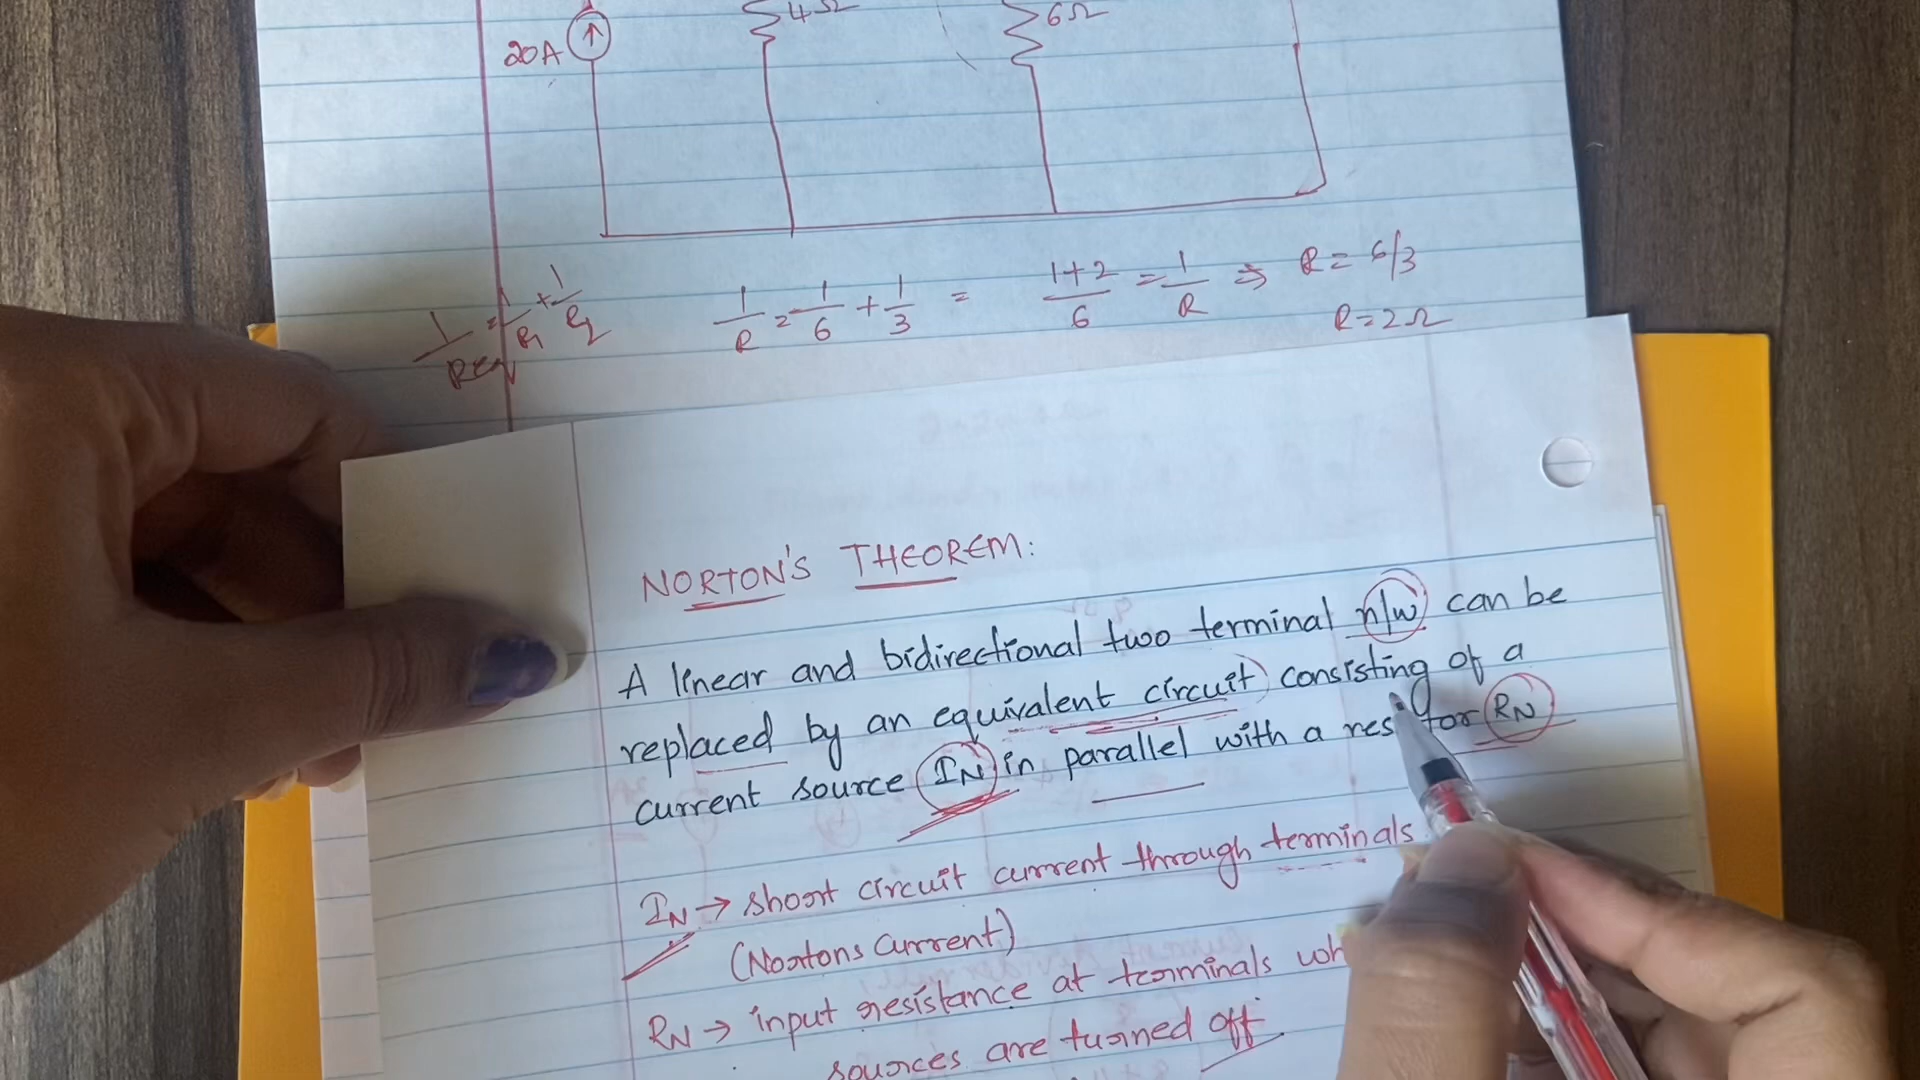 4Ω 6Ω
20A
1/Req = 1/R1 + 1/R2 1/R = 1/6 + 1/3 = 1+2/6 = 1/R ⇒ R = 6/3
R = 2Ω
NORTON'S THEOREM:
A linear and bidirectional two terminal n/w can be
replaced by an equivalent circuit consisting of a
current source IN in parallel with a RN
IN → short circuit current through terminals
(Nortons Current)
RN → input resistance at terminals
sources are turned off